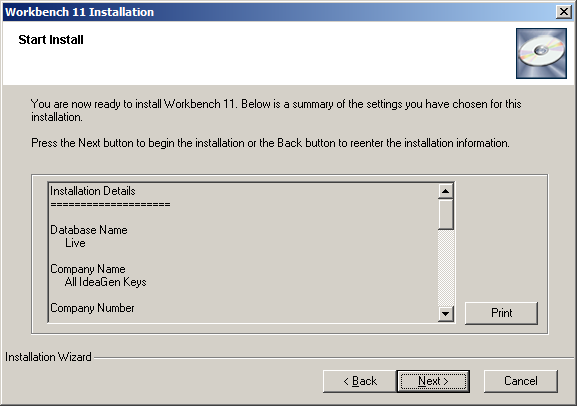 Workbench 11 Installation
Start Install
You are now ready to install Workbench 11. Below is a summary of the settings you have chosen for this
installation.
Press the Next button to begin the installation or the Back button to reenter the installation information.
Installation Details
====================
Database Name
Live
Company Name
All IdeaGen Keys
Company Number
Print
Installation Wizard
< Back
Next >
Cancel